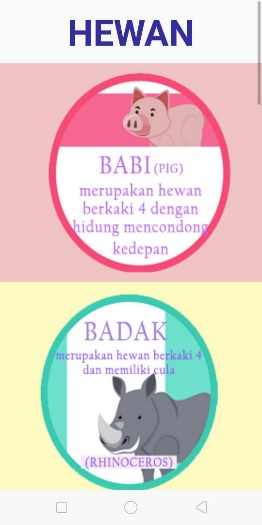 HEWAN
BABI (PIG)
merupakan hewan
berkaki 4 dengan
hidung mencondong
kedepan
BADAK
merupakan hewan berkaki 4
dan memiliki cula
(RHINOCEROS)